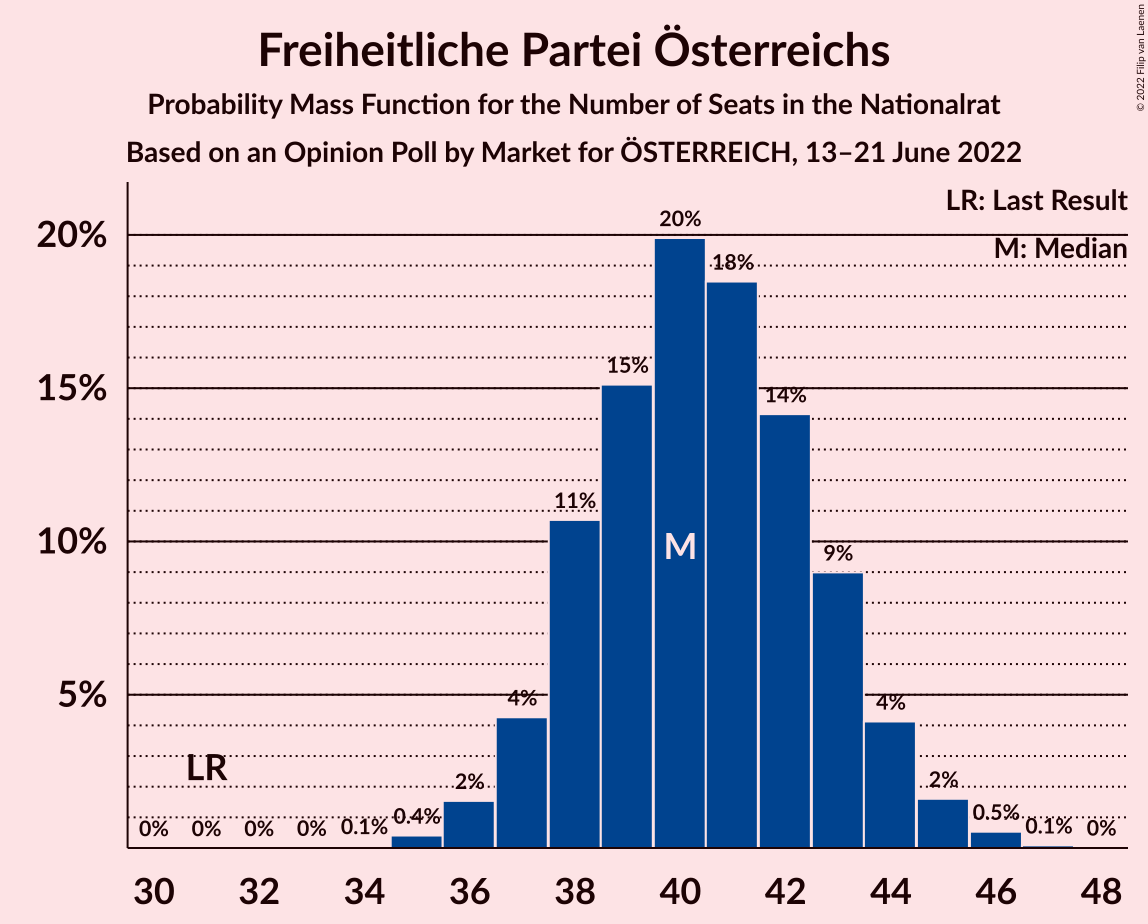 Freiheitliche Partei Österreichs
Probability Mass Function for the Number of Seats in the Nationalrat
Based on an Opinion Poll by Market for ÖSTERREICH, 13–21 June 2022
© 2022 Filip van Laenen
LR: Last Result
M: Median
20%
15%
10%
5%
0%
0%
0%
0%
0.1%
0.4%
2%
4%
11%
15%
20%
18%
14%
9%
4%
2%
0.5%
0.1%
0%
LR
M
30 32 34 36 38 40 42 44 46 48